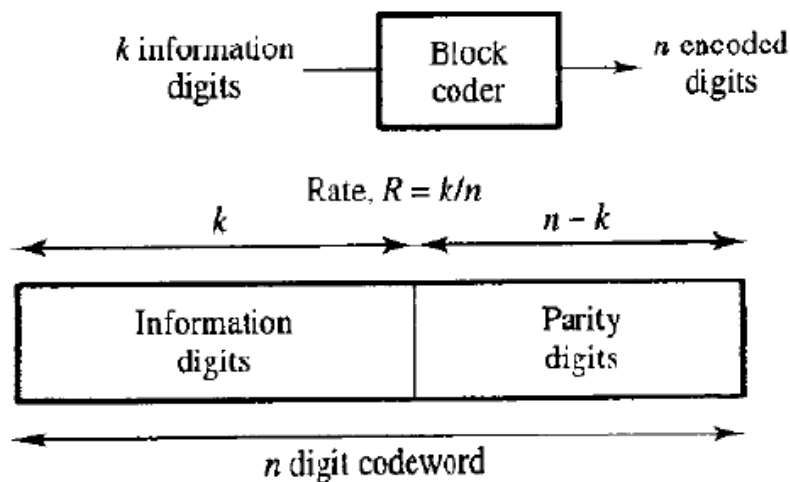 k information
digits
Block
coder
n encoded
digits
Rate, R = k/n
k
n – k
Information
digits
Parity
digits
n digit codeword